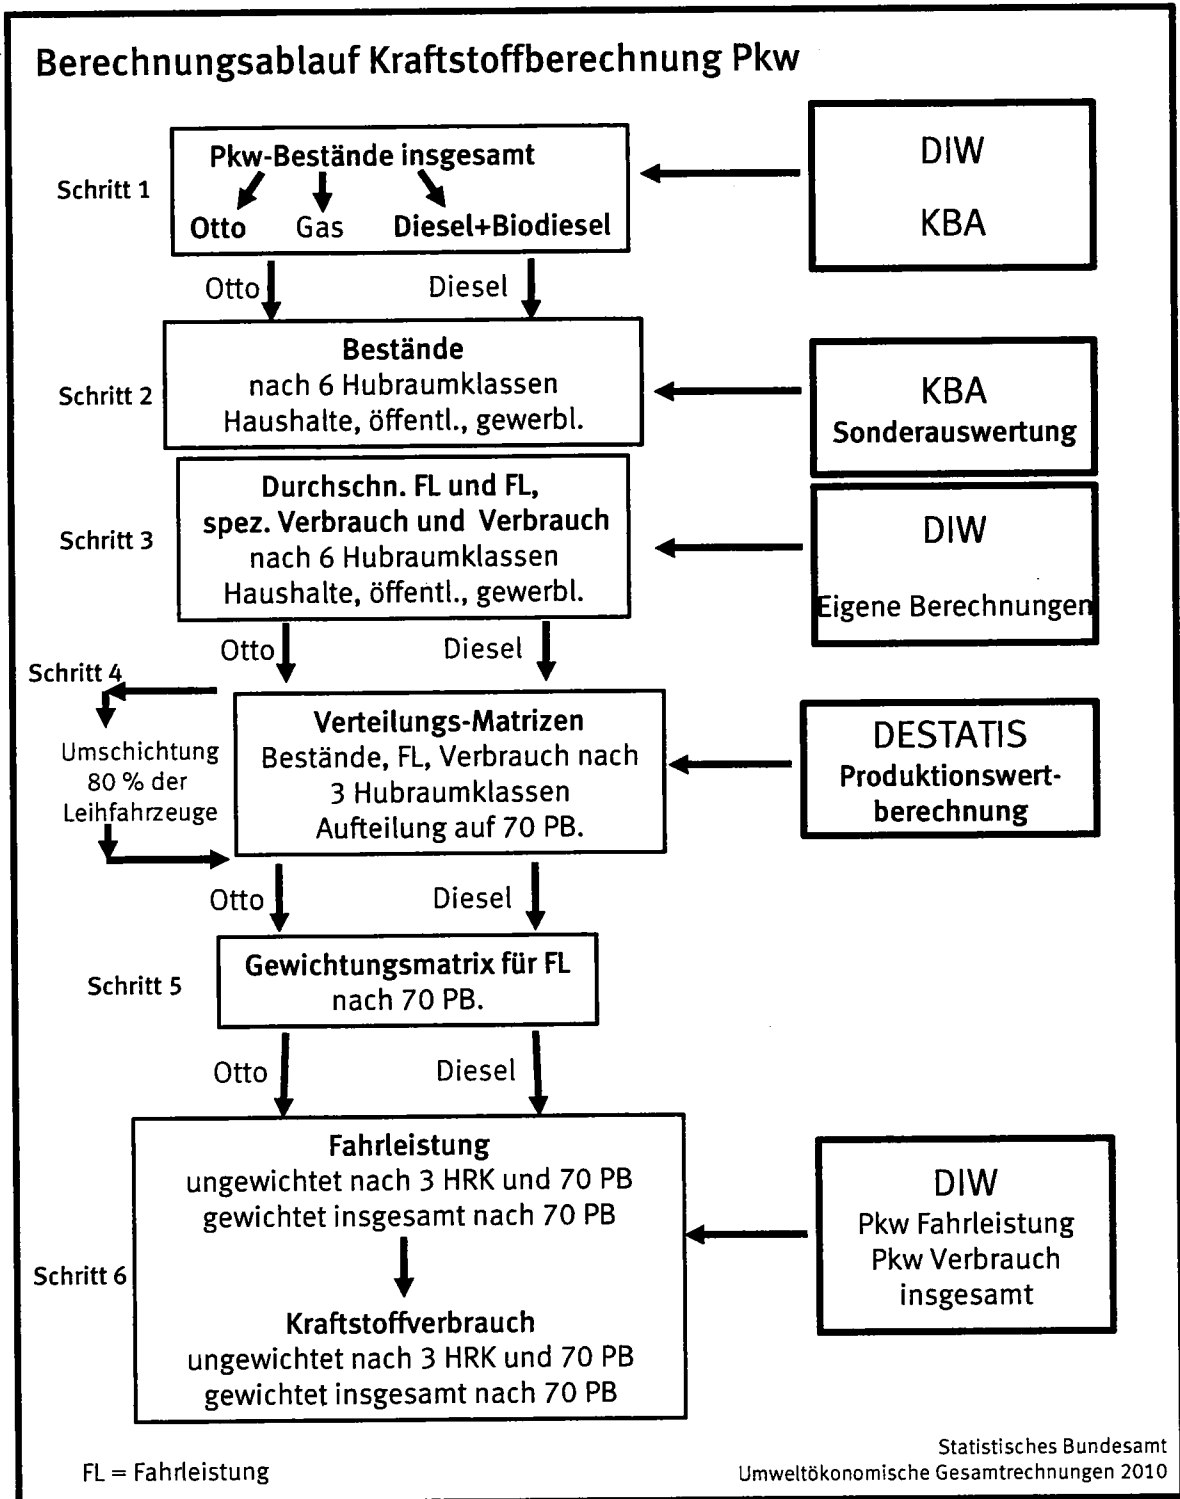 Berechnungsablauf Kraftstoffberechnung Pkw
Schritt 1
Pkw-Bestände insgesamt
Otto Gas Diesel+Biodiesel
DIW
KBA
Otto Diesel
Schritt 2
Bestände
nach 6 Hubraumklassen
Haushalte, öffentl., gewerbl.
KBA
Sonderauswertung
Schritt 3
Durchschn. FL und FL,
spez. Verbrauch und Verbrauch
nach 6 Hubraumklassen
Haushalte, öffentl., gewerbl.
DIW
Eigene Berechnungen
Otto Diesel
Schritt 4
Umschichtung
80 % der
Leihfahrzeuge
Verteilungs-Matrizen
Bestände, FL, Verbrauch nach
3 Hubraumklassen
Aufteilung auf 70 PB.
DESTATIS
Produktionswert-
berechnung
Otto Diesel
Schritt 5
Gewichtungsmatrix für FL
nach 70 PB.
Otto Diesel
Schritt 6
Fahrleistung
ungewichtet nach 3 HRK und 70 PB
gewichtet insgesamt nach 70 PB
Kraftstoffverbrauch
ungewichtet nach 3 HRK und 70 PB
gewichtet insgesamt nach 70 PB
DIW
Pkw Fahrleistung
Pkw Verbrauch
insgesamt
FL = Fahrleistung
Statistisches Bundesamt
Umweltökonomische Gesamtrechnungen 2010